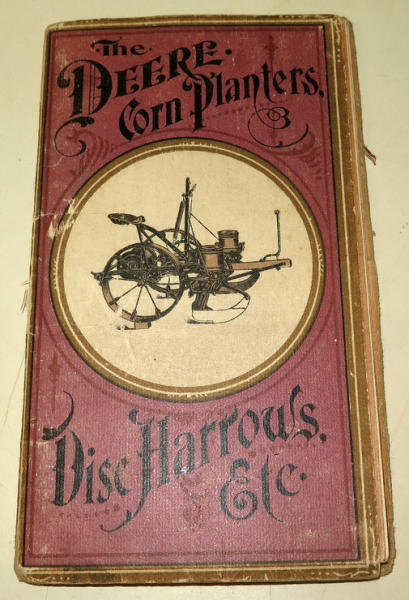 The
DEERE
Corn Planters,
Disc Harrows,
Etc.